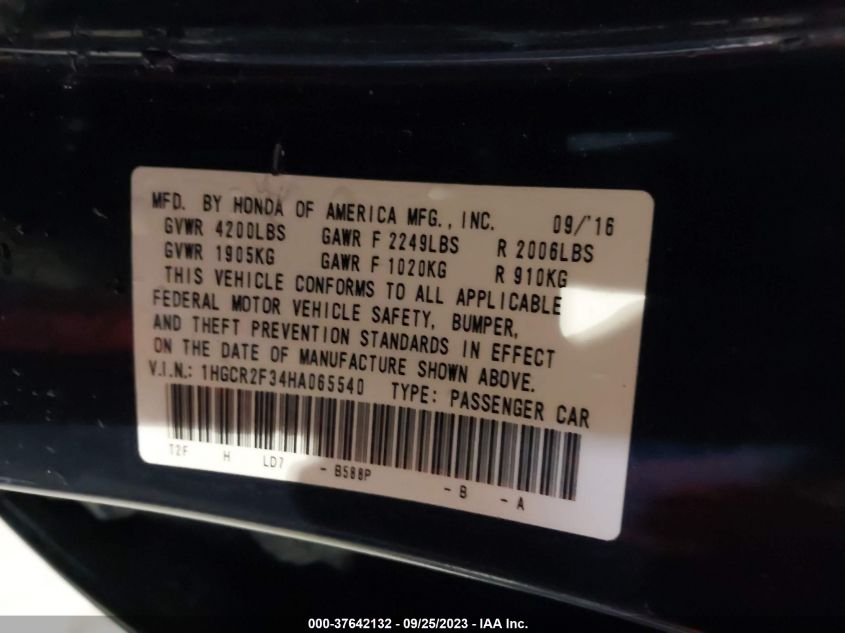 MFD. BY HONDA OF AMERICA MFG., INC. 09/'16
GVWR 4200LBS GAWR F 2249LBS R 2006LBS
GVWR 1905KG GAWR F 1020KG R 910KG
THIS VEHICLE CONFORMS TO ALL APPLICABLE
FEDERAL MOTOR VEHICLE SAFETY, BUMPER,
AND THEFT PREVENTION STANDARDS IN EFFECT
ON THE DATE OF MANUFACTURE SHOWN ABOVE.
V.I.N.: 1HGCR2F34HA065540 TYPE: PASSENGER CAR
T2F H LD7 - B588P - B - A
000-37642132 - 09/25/2023 - IAA Inc.